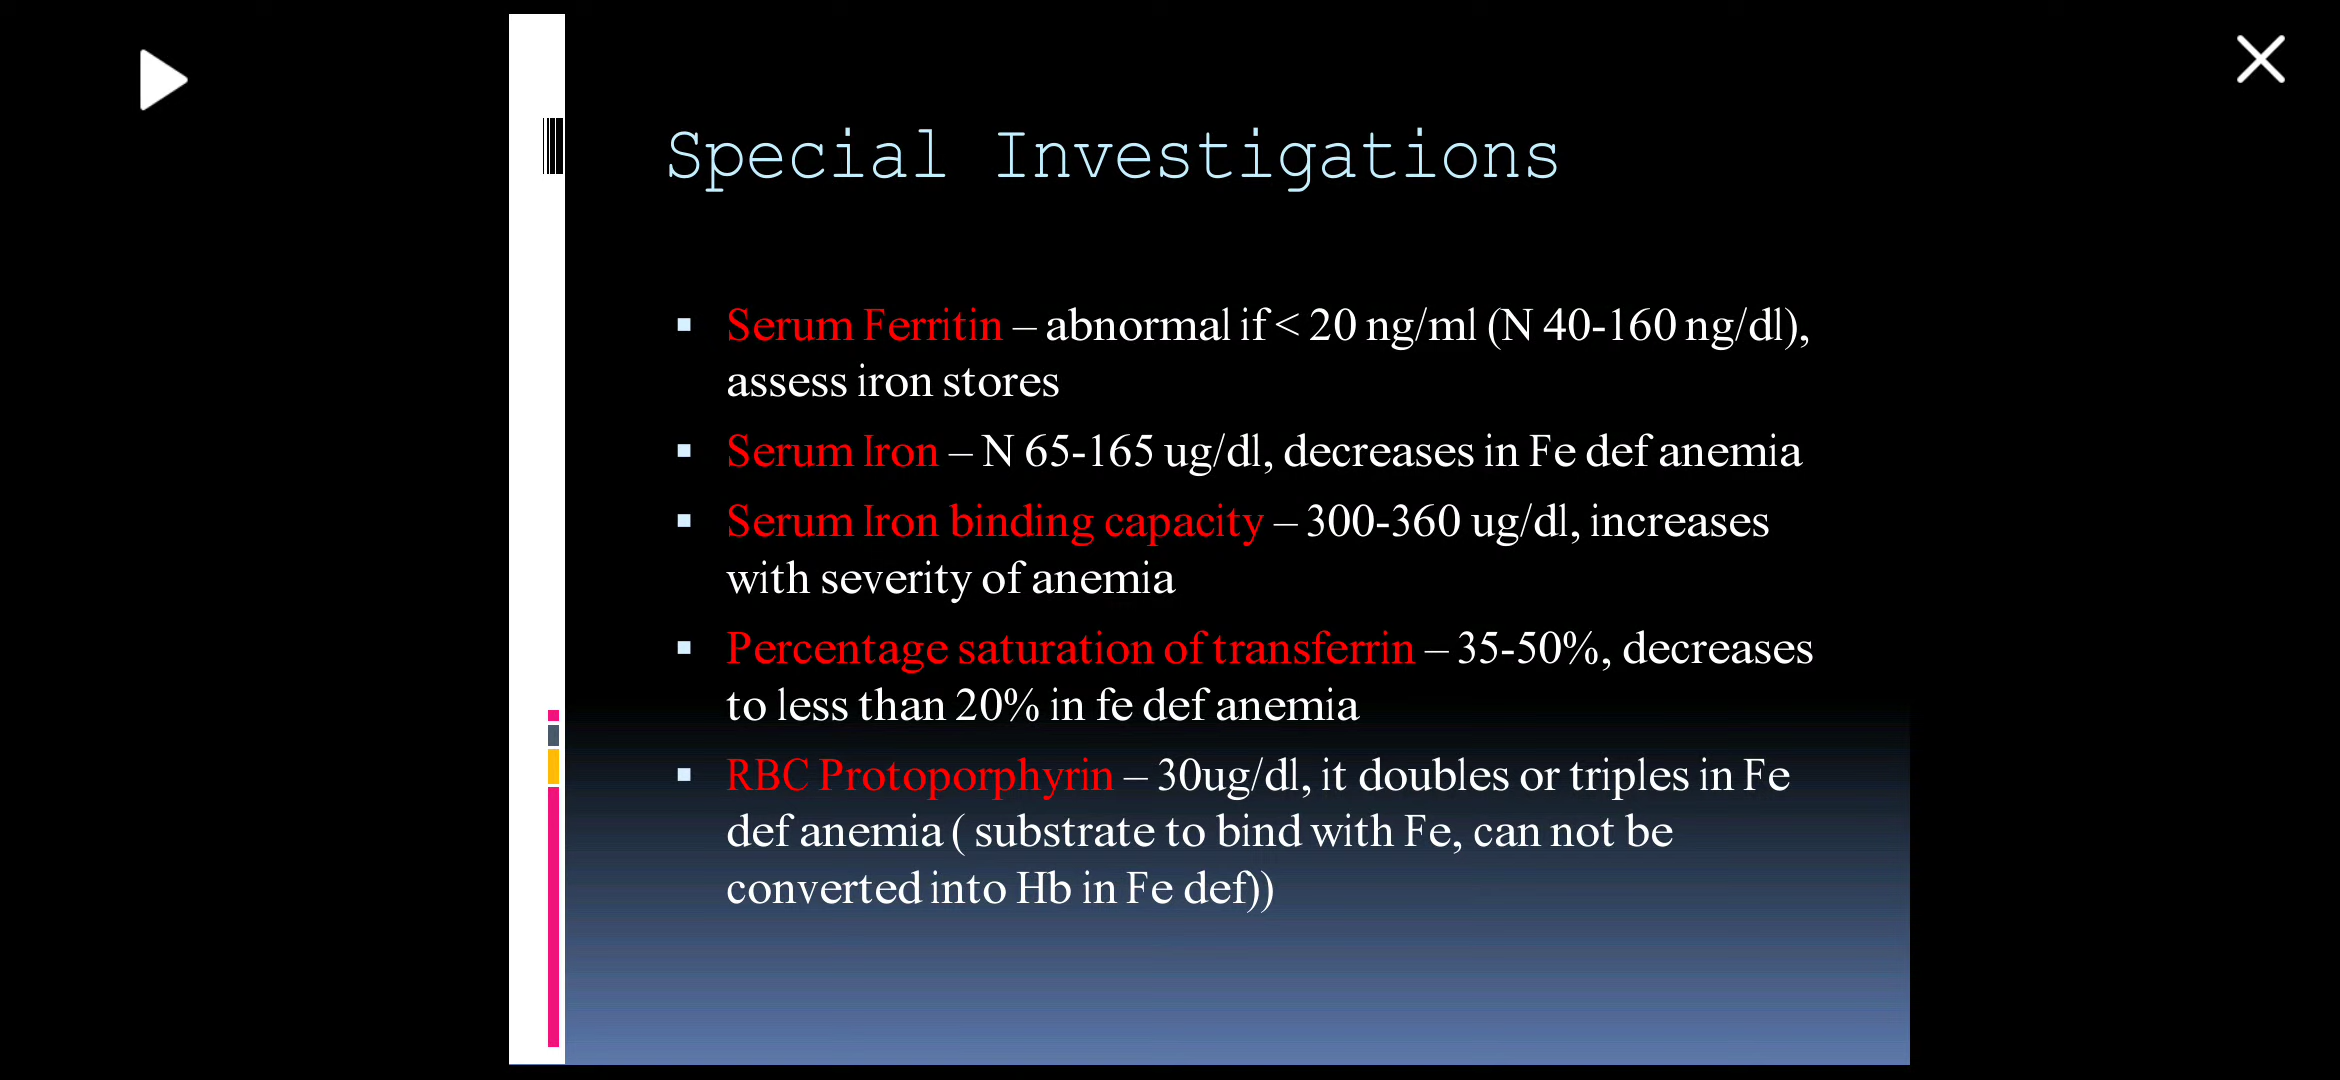 Special Investigations
▪ Serum Ferritin – abnormal if < 20 ng/ml (N 40-160 ng/dl),
assess iron stores
▪ Serum Iron – N 65-165 ug/dl, decreases in Fe def anemia
▪ Serum Iron binding capacity – 300-360 ug/dl, increases
with severity of anemia
▪ Percentage saturation of transferrin – 35-50%, decreases
to less than 20% in fe def anemia
▪ RBC Protoporphyrin – 30ug/dl, it doubles or triples in Fe
def anemia ( substrate to bind with Fe, can not be
converted into Hb in Fe def))